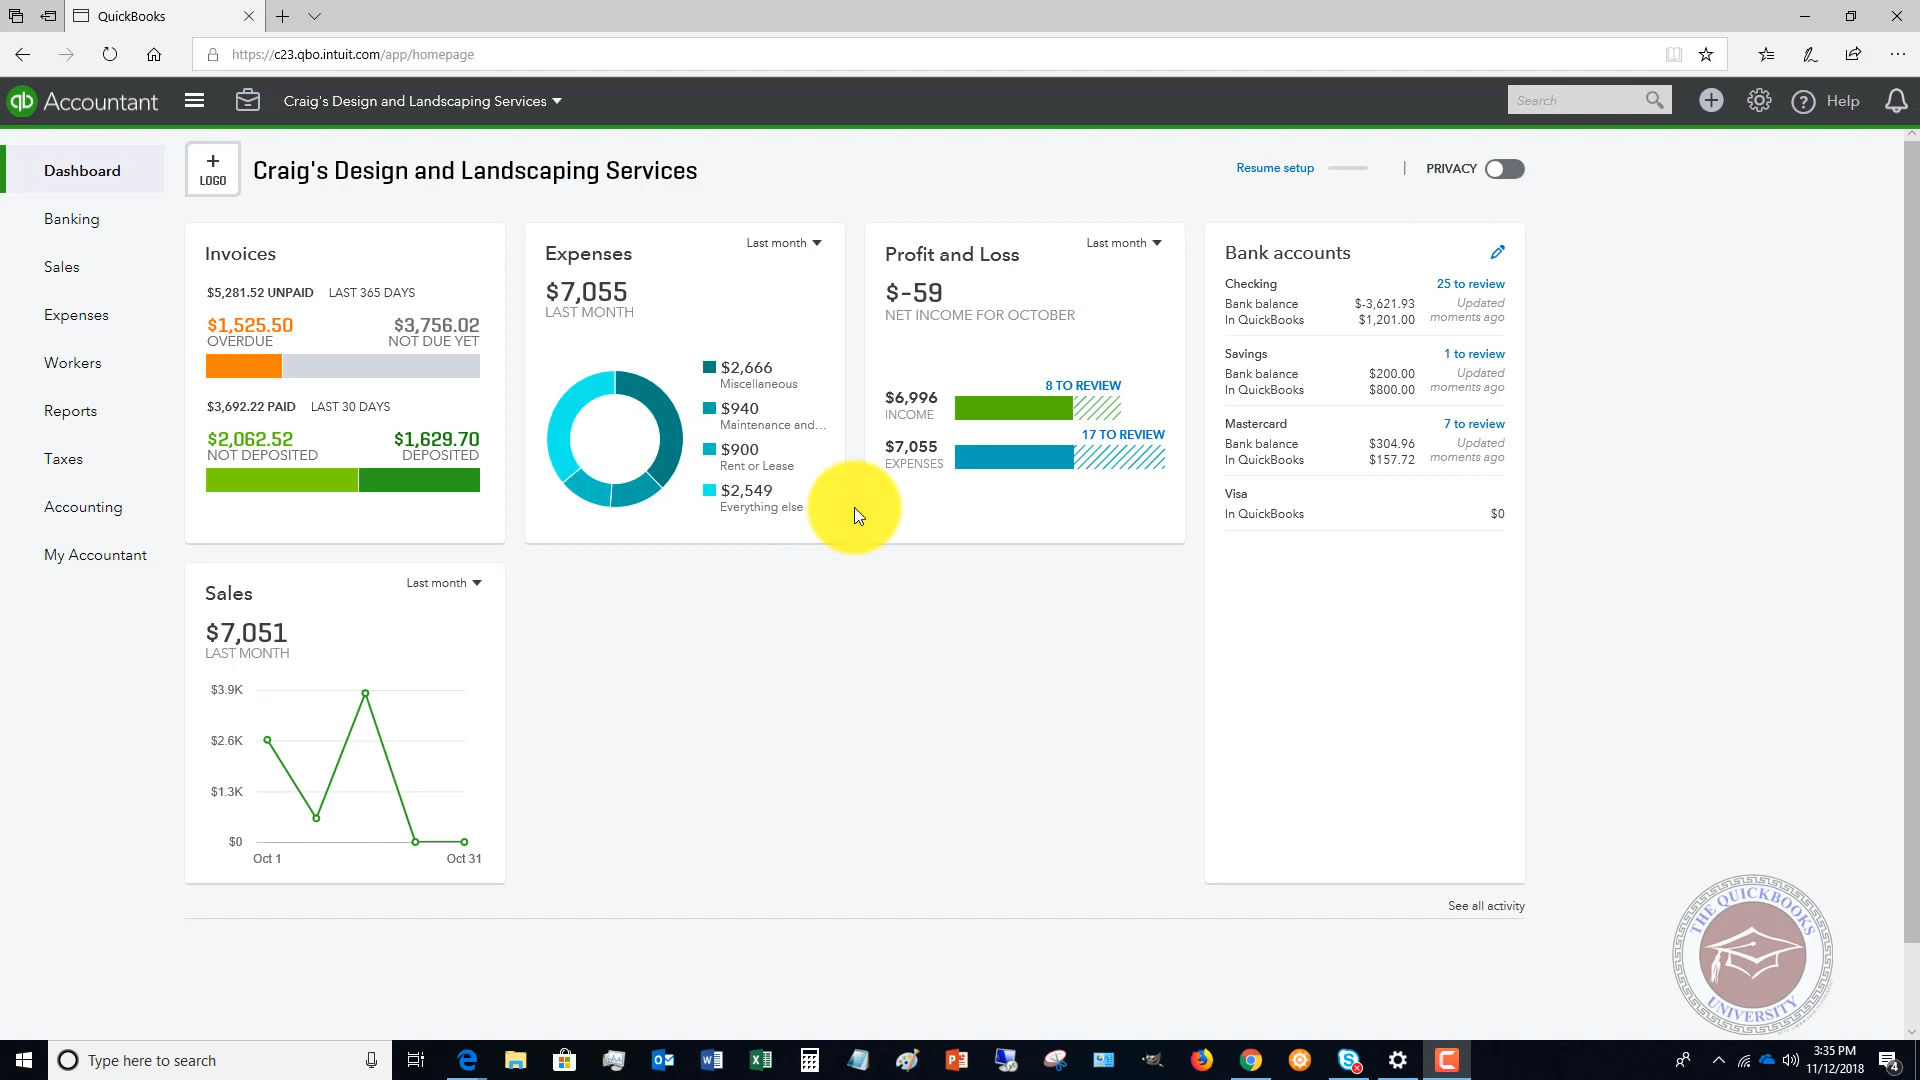 QuickBooks
https://c23.qbo.intuit.com/app/homepage
qb Accountant
Craig's Design and Landscaping Services
Search
Help
Dashboard
Banking
Sales
Expenses
Workers
Reports
Taxes
Accounting
My Accountant
+
LOGO
Craig's Design and Landscaping Services
Resume setup
PRIVACY
Invoices
$5,281.52 UNPAID LAST 365 DAYS
$1,525.50 $3,756.02
OVERDUE NOT DUE YET
$3,692.22 PAID LAST 30 DAYS
$2,062.52 $1,629.70
NOT DEPOSITED DEPOSITED
Expenses
Last month
$7,055
LAST MONTH
$2,666
Miscellaneous
$940
Maintenance and...
$900
Rent or Lease
$2,549
Everything else
Profit and Loss
Last month
$-59
NET INCOME FOR OCTOBER
8 TO REVIEW
$6,996
INCOME
17 TO REVIEW
$7,055
EXPENSES
Bank accounts
Checking 25 to review
Bank balance $-3,621.93 Updated
In QuickBooks $1,201.00 moments ago
Savings 1 to review
Bank balance $200.00 Updated
In QuickBooks $800.00 moments ago
Mastercard 7 to review
Bank balance $304.96 Updated
In QuickBooks $157.72 moments ago
Visa
In QuickBooks $0
Sales
Last month
$7,051
LAST MONTH
$3.9K
$2.6K
$1.3K
$0
Oct 1 Oct 31
See all activity
THE QUICKBOOKS
UNIVERSITY
Type here to search
3:35 PM
11/12/2018
4